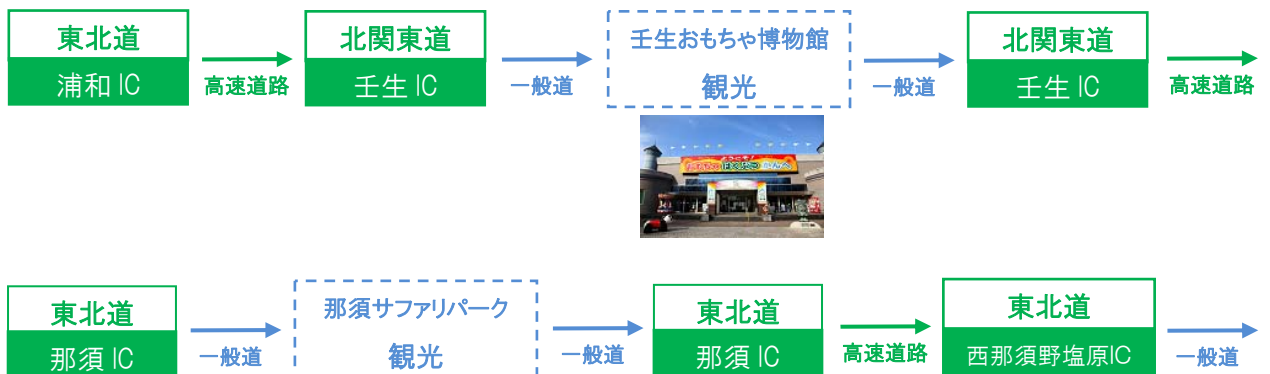 東北道
浦和 IC
高速道路
北関東道
壬生 IC
一般道
壬生おもちゃ博物館
観光
一般道
北関東道
壬生 IC
高速道路
東北道
那須 IC
一般道
那須サファリパーク
観光
一般道
東北道
那須 IC
高速道路
東北道
西那須野塩原IC
一般道